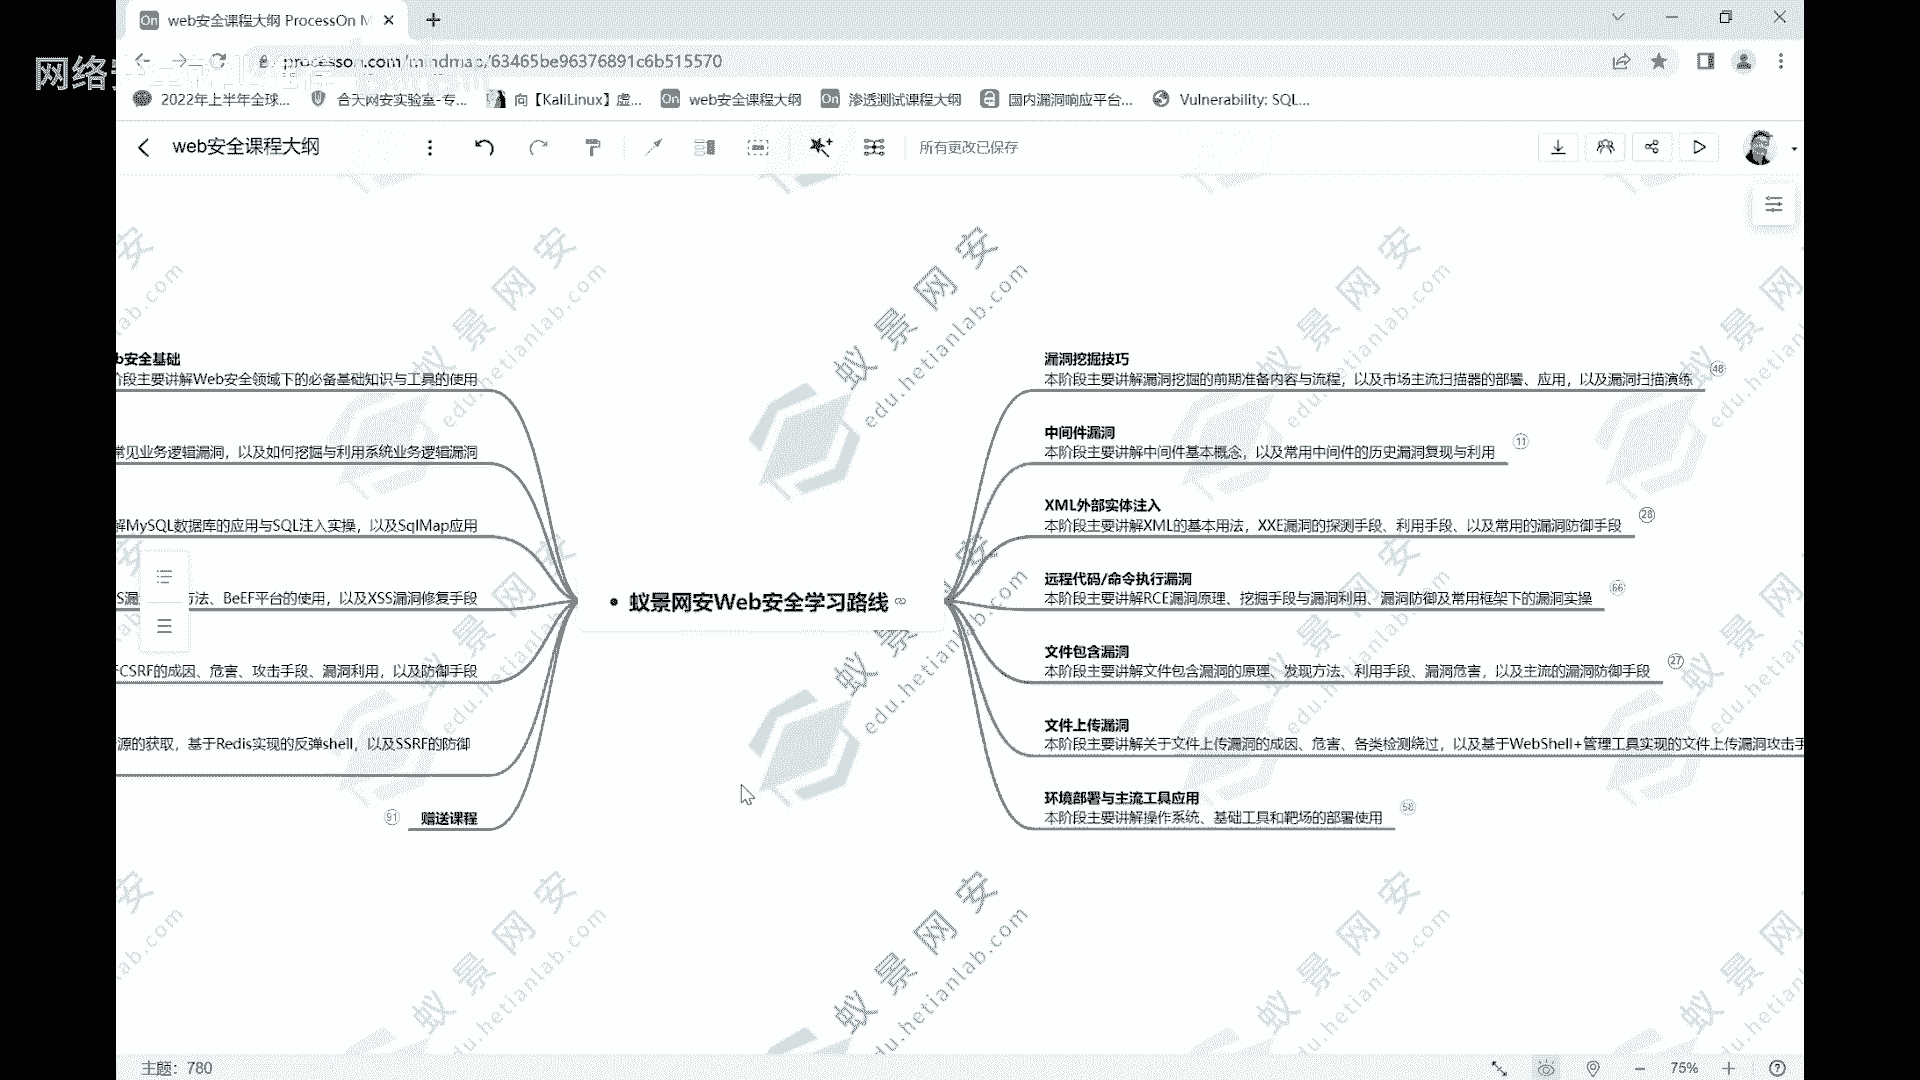 web安全课程大纲 ProcessOn M
网络
processon.com/mindmap/63465be96376891c6b515570
2022年上半年全球...
合天网安实验室-专...
向【KaliLinux】虚...
web安全课程大纲
渗透测试课程大纲
国内漏洞响应平台...
Vulnerability: SQL...
web安全课程大纲
所有更改已保存
b安全基础
阶段主要讲解Web安全领域下的必备基础知识与工具的使用
常见业务逻辑漏洞，以及如何挖掘与利用系统业务逻辑漏洞
解MySQL数据库的应用与SQL注入实操，以及SqlMap应用
S漏
方法、BeEF平台的使用，以及XSS漏洞修复手段
CSRF的成因、危害、攻击手段、漏洞利用，以及防御手段
源的获取，基于Redis实现的反弹shell，以及SSRF的防御
91 赠送课程
蚁景网安Web安全学习路线
漏洞挖掘技巧
本阶段主要讲解漏洞挖掘的前期准备内容与流程，以及市场主流扫描器的部署、应用，以及漏洞扫描演练
48
中间件漏洞
本阶段主要讲解中间件基本概念，以及常用中间件的历史漏洞复现与利用
11
XML外部实体注入
本阶段主要讲解XML的基本用法，XXE漏洞的探测手段、利用手段、以及常用的漏洞防御手段
28
远程代码/命令执行漏洞
本阶段主要讲解RCE漏洞原理、挖掘手段与漏洞利用、漏洞防御及常用框架下的漏洞实操
66
文件包含漏洞
本阶段主要讲解文件包含漏洞的原理、发现方法、利用手段、漏洞危害，以及主流的漏洞防御手段
27
文件上传漏洞
本阶段主要讲解关于文件上传漏洞的成因、危害、各类检测绕过，以及基于WebShell+管理工具实现的文件上传漏洞攻击手
环境部署与主流工具应用
本阶段主要讲解操作系统、基础工具和靶场的部署使用
58
蚁景网安
edu.hetianlab.com
主题：780
75%